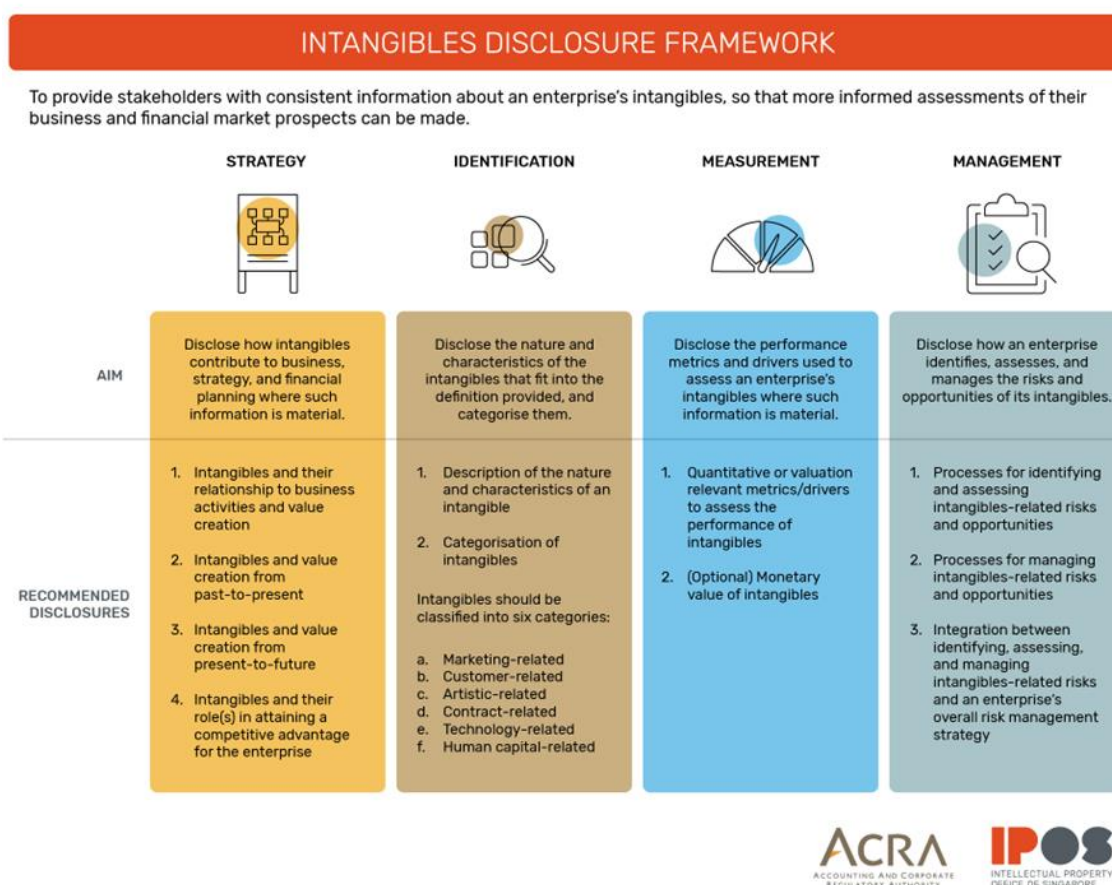 INTANGIBLES DISCLOSURE FRAMEWORK
To provide stakeholders with consistent information about an enterprise's intangibles, so that more informed assessments of their
business and financial market prospects can be made.
STRATEGY
IDENTIFICATION
MEASUREMENT
MANAGEMENT
AIM
Disclose how intangibles
contribute to business,
strategy, and financial
planning where such
information is material.
Disclose the nature and
characteristics of the
intangibles that fit into the
definition provided, and
categorise them.
Disclose the performance
metrics and drivers used to
assess an enterprise's
intangibles where such
information is material.
Disclose how an enterprise
identifies, assesses, and
manages the risks and
opportunities of its intangibles.
RECOMMENDED
DISCLOSURES
1. Intangibles and their
relationship to business
activities and value
creation
2. Intangibles and value
creation from
past-to-present
3. Intangibles and value
creation from
present-to-future
4. Intangibles and their
role(s) in attaining a
competitive advantage
for the enterprise
1. Description of the nature
and characteristics of an
intangible
2. Categorisation of
intangibles
Intangibles should be
classified into six categories:
a. Marketing-related
b. Customer-related
c. Artistic-related
d. Contract-related
e. Technology-related
f. Human capital-related
1. Quantitative or valuation
relevant metrics/drivers
to assess the
performance of
intangibles
2. (Optional) Monetary
value of intangibles
1. Processes for identifying
and assessing
intangibles-related risks
and opportunities
2. Processes for managing
intangibles-related risks
and opportunities
3. Integration between
identifying, assessing,
and managing
intangibles-related risks
and an enterprise's
overall risk management
strategy
ACRA
ACCOUNTING AND CORPORATE
REGULATORY AUTHORITY
IPOS
INTELLECTUAL PROPERTY
OFFICE OF SINGAPORE